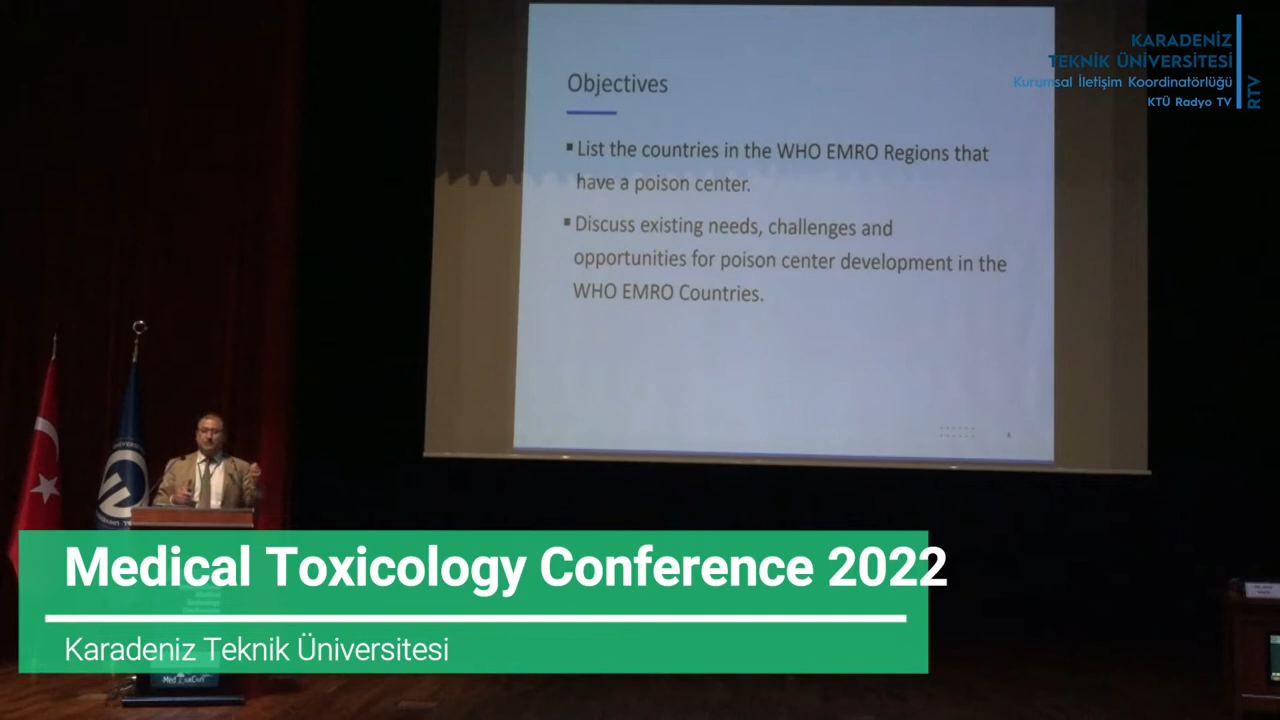 Objectives
▪ List the countries in the WHO EMRO Regions that
have a poison center.
▪ Discuss existing needs, challenges and
opportunities for poison center development in the
WHO EMRO Countries.
KARADENİZ
TEKNİK ÜNİVERSİTESİ
Kurumsal İletişim Koordinatörlüğü
KTÜ Radyo TV
RTV
Medical Toxicology Conference 2022
Karadeniz Teknik Üniversitesi